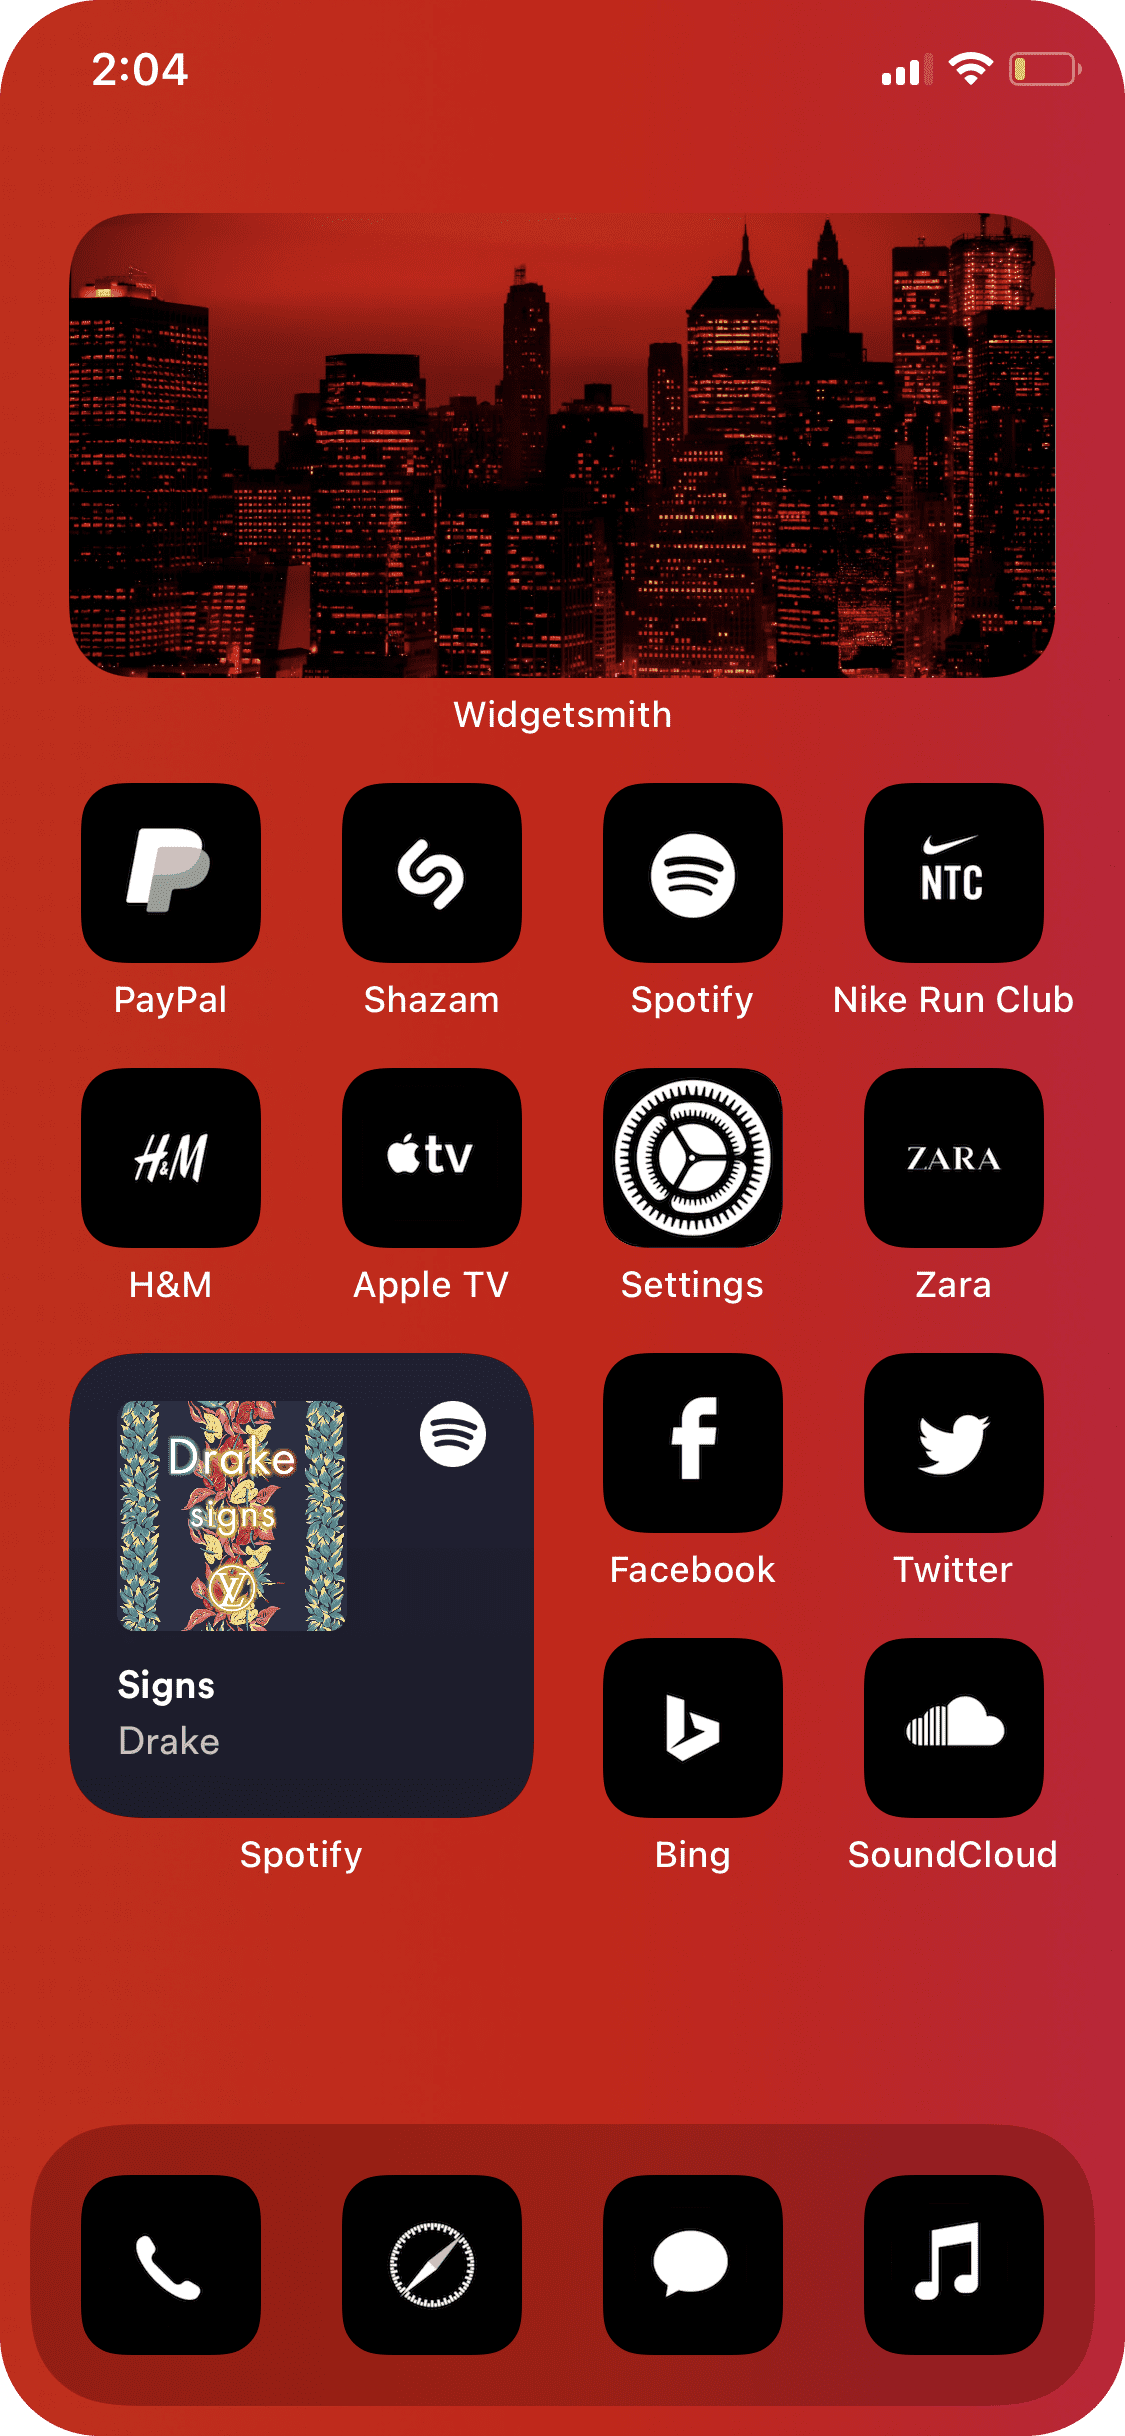 2:04
Widgetsmith
NTC
PayPal
Shazam
Spotify
Nike Run Club
H&M
tv
ZARA
H&M
Apple TV
Settings
Zara
Drake
signs
LV
Signs
Drake
Spotify
Facebook
Twitter
Bing
SoundCloud